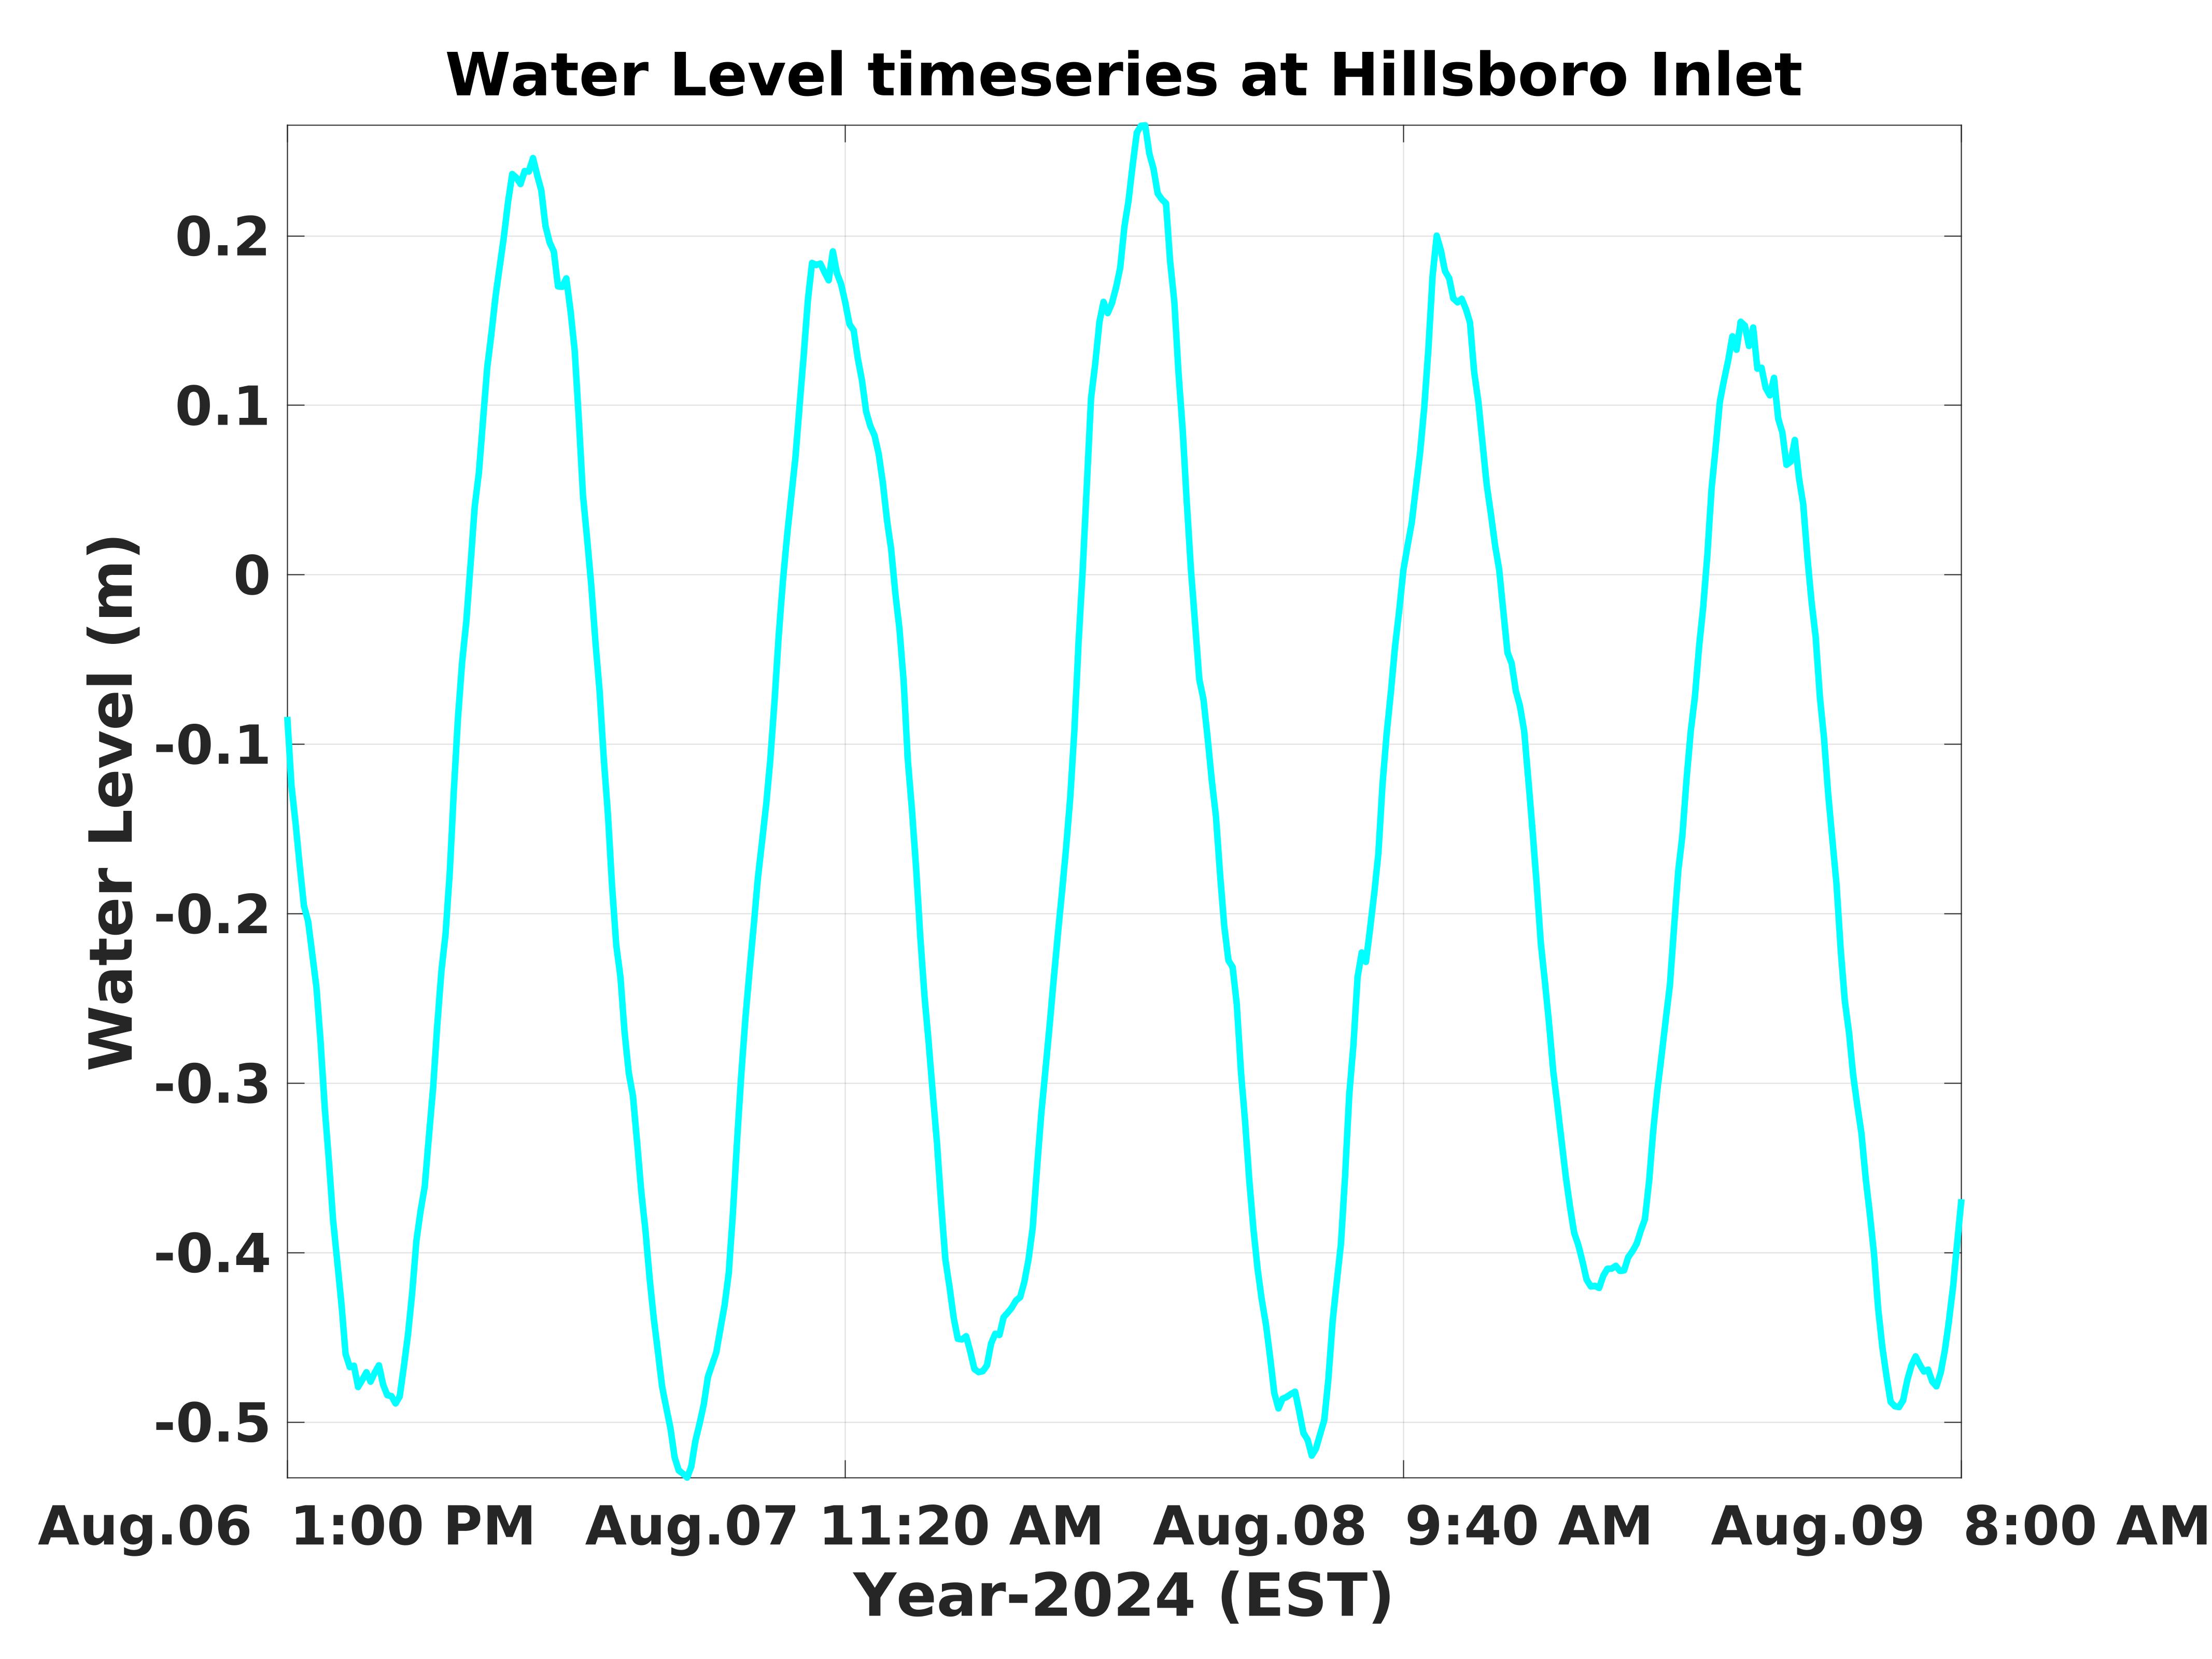 Water Level timeseries at Hillsboro Inlet
Water Level (m)
0.2
0.1
0
-0.1
-0.2
-0.3
-0.4
-0.5
Aug.06 1:00 PM Aug.07 11:20 AM Aug.08 9:40 AM Aug.09 8:00 AM
Year-2024 (EST)